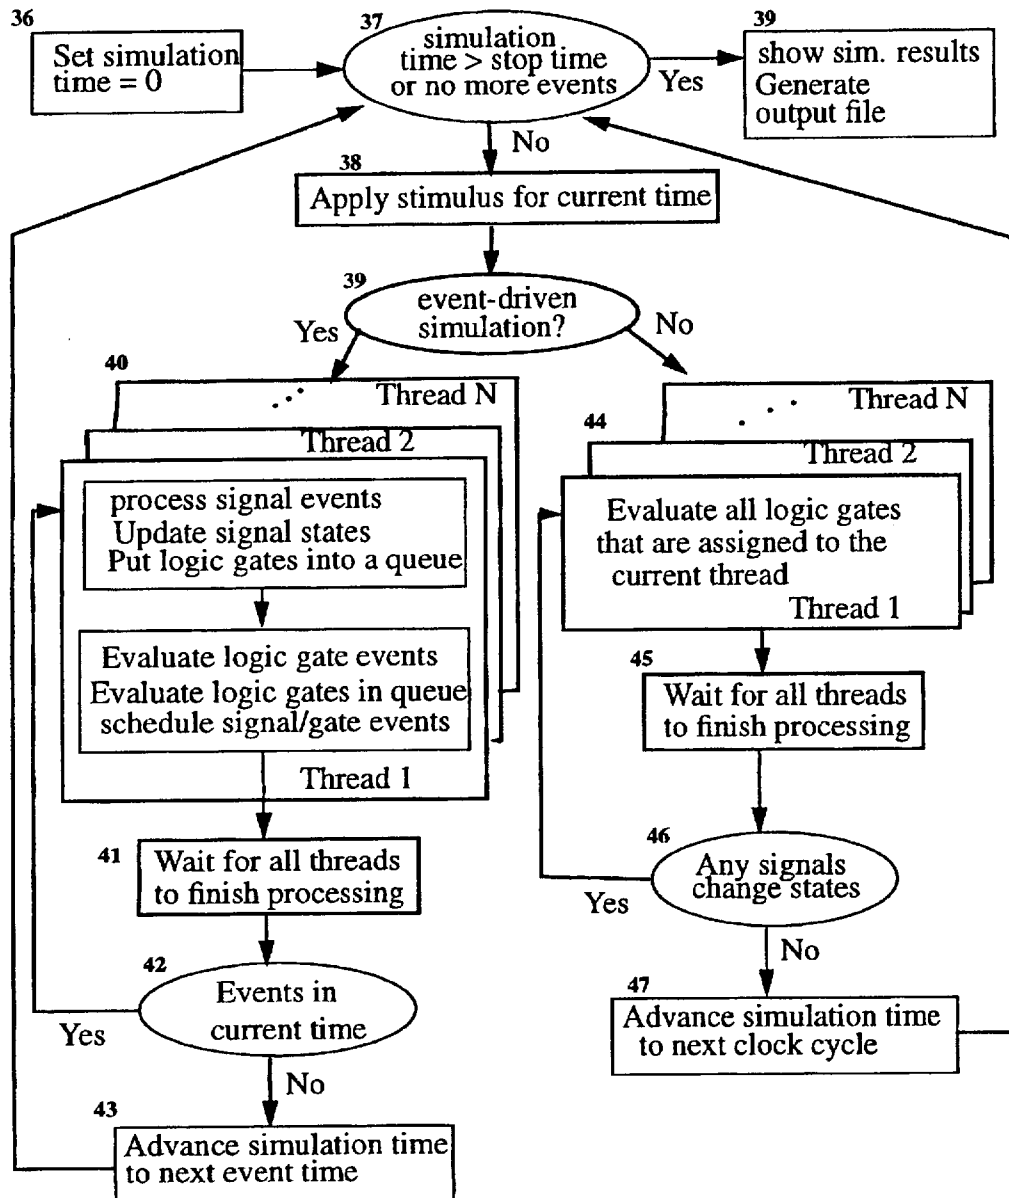 36
Set simulation
time = 0
37
simulation
time > stop time
or no more events
Yes
39
show sim. results
Generate
output file
No
38
Apply stimulus for current time
39
event-driven
simulation?
Yes
No
40
Thread N
Thread 2
process signal events
Update signal states
Put logic gates into a queue
Evaluate logic gate events
Evaluate logic gates in queue
schedule signal/gate events
Thread 1
41
Wait for all threads
to finish processing
42
Events in
current time
Yes
No
43
Advance simulation time
to next event time
44
Thread N
Thread 2
Evaluate all logic gates
that are assigned to the
current thread
Thread 1
45
Wait for all threads
to finish processing
46
Any signals
change states
Yes
No
47
Advance simulation time
to next clock cycle